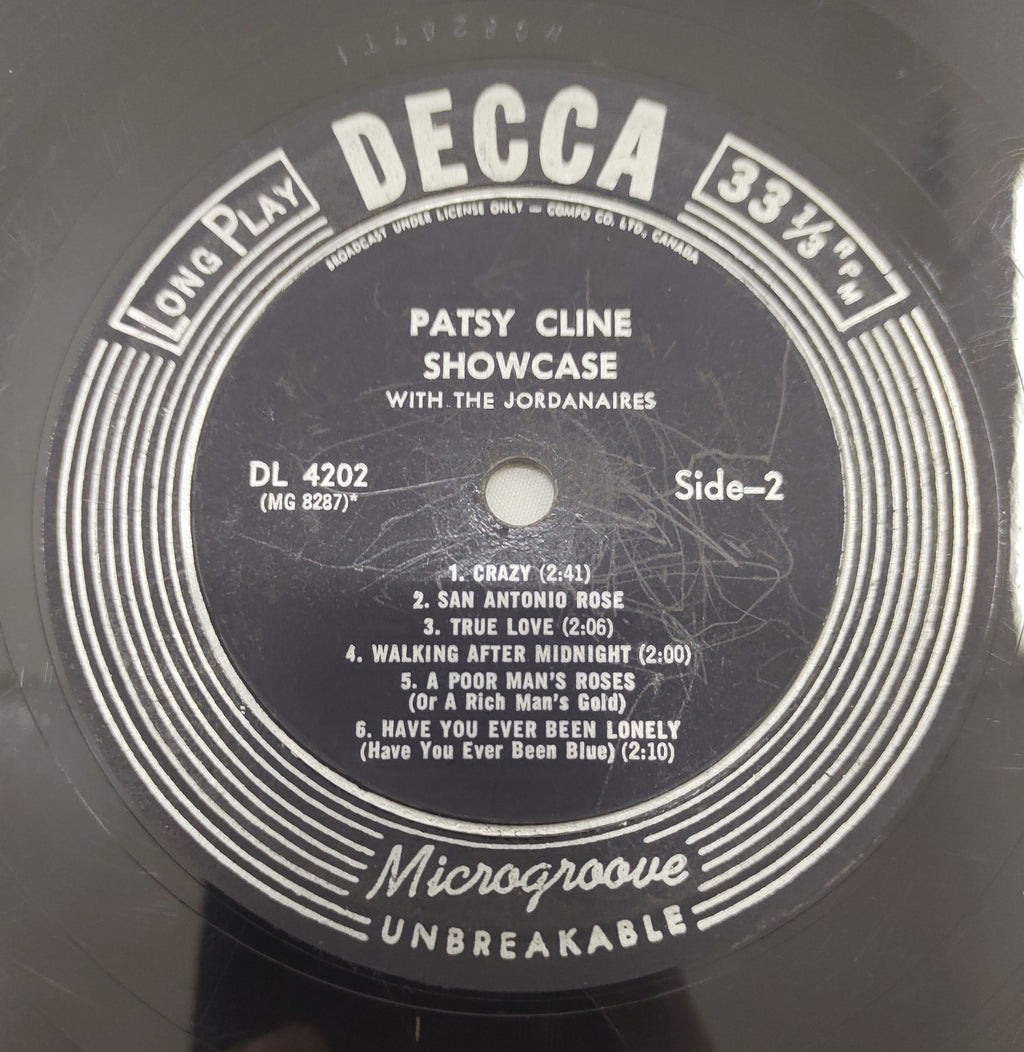 DECCA
LONG PLAY
33 1/3 RPM
BROADCAST UNDER LICENSE ONLY — COMPO CO. LTD., CANADA
PATSY CLINE
SHOWCASE
WITH THE JORDANAIRES
DL 4202
(MG 8287)*
Side–2
1. CRAZY (2:41)
2. SAN ANTONIO ROSE
3. TRUE LOVE (2:06)
4. WALKING AFTER MIDNIGHT (2:00)
5. A POOR MAN'S ROSES
(Or A Rich Man's Gold)
6. HAVE YOU EVER BEEN LONELY
(Have You Ever Been Blue) (2:10)
Microgroove
UNBREAKABLE